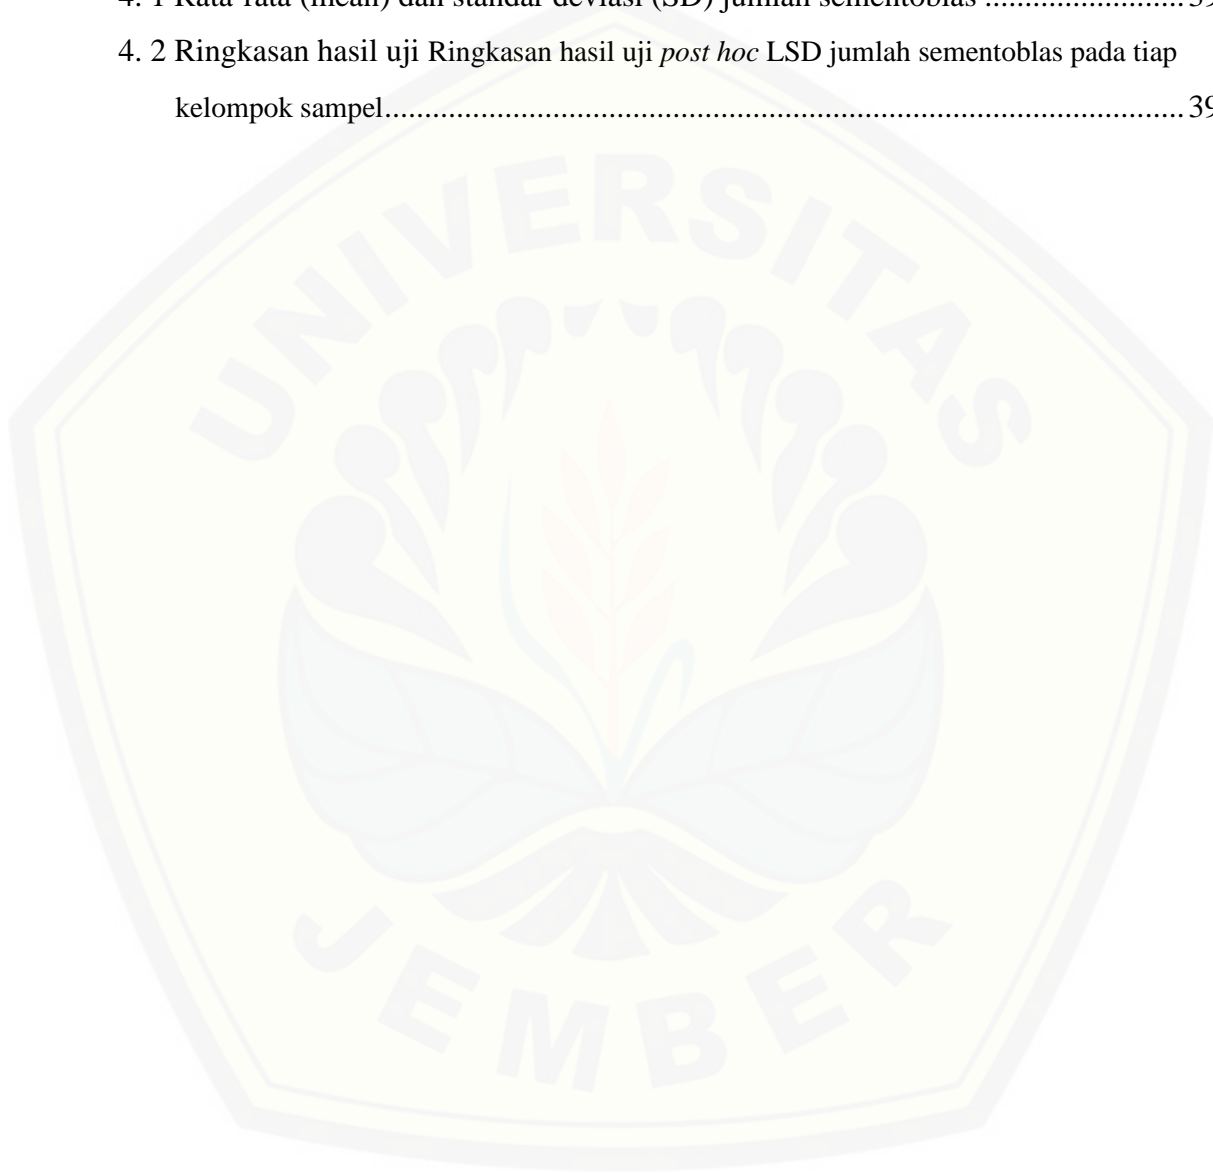 4. 1 Rata-rata (mean) dan standar deviasi (SD) jumlah sementoblas ......................... 39
4. 2 Ringkasan hasil uji Ringkasan hasil uji post hoc LSD jumlah sementoblas pada tiap
kelompok sampel.................................................................................................... 39
UNIVERSITAS
JEMBER